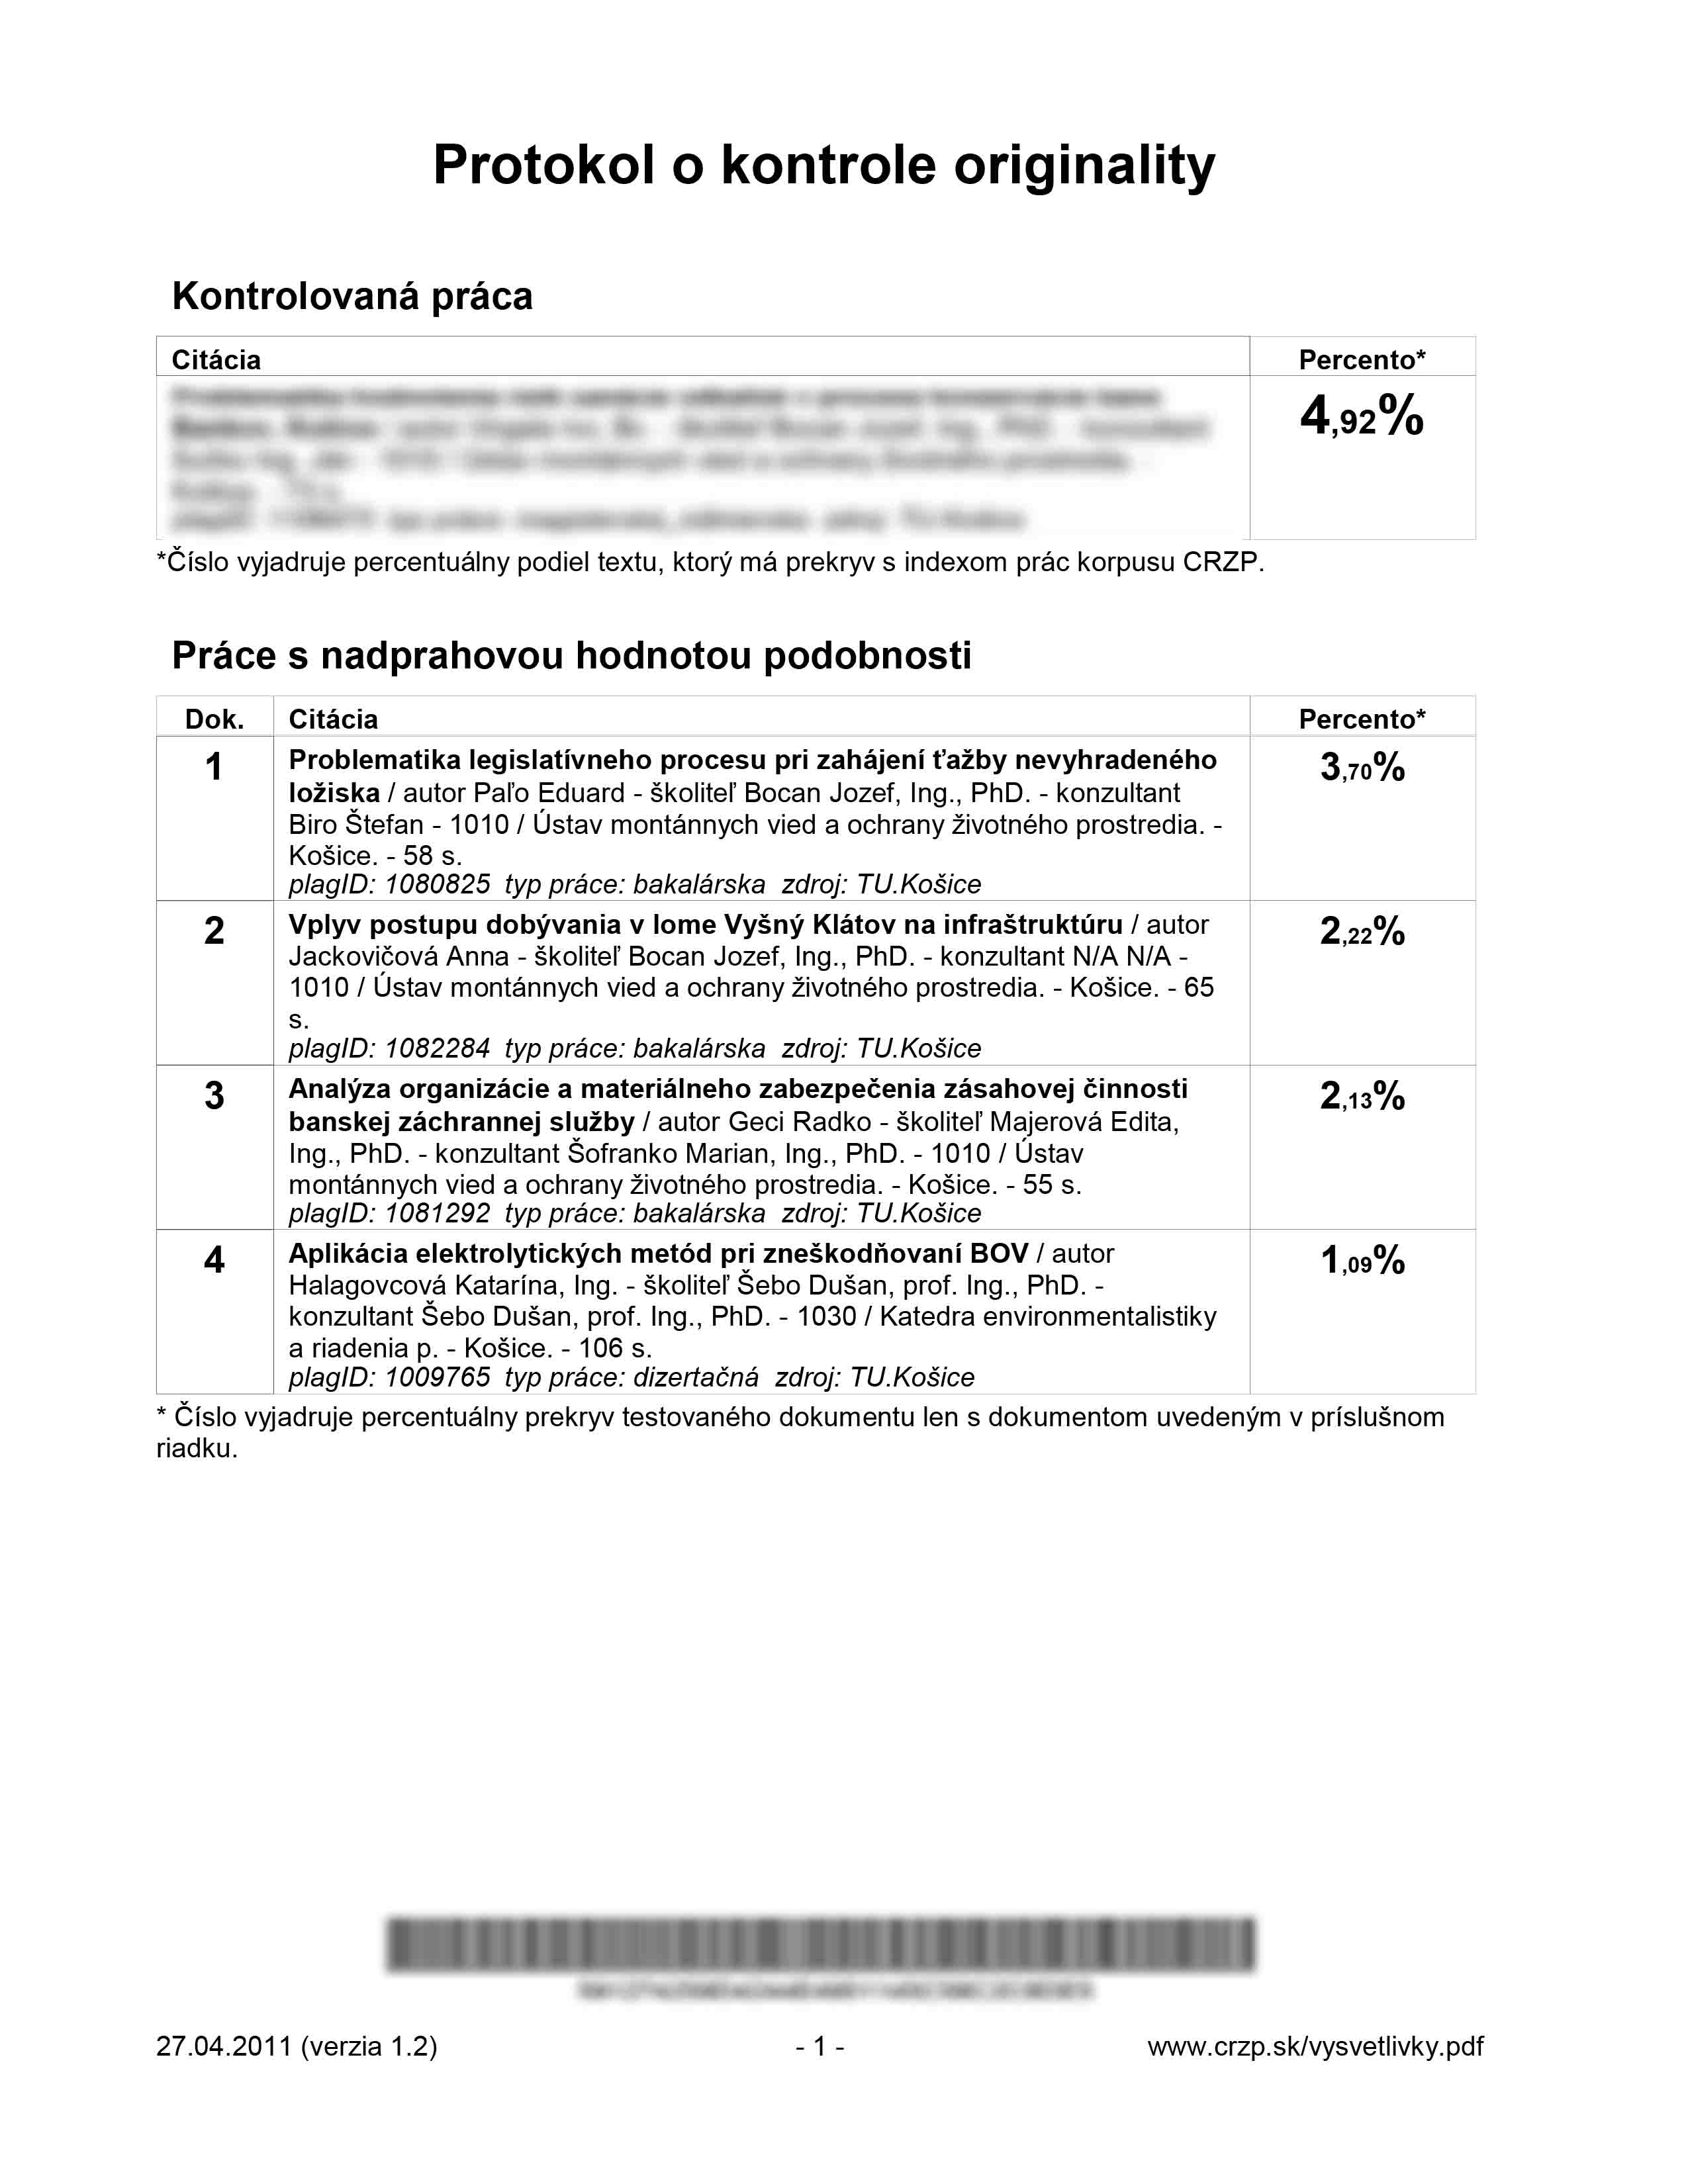 Protokol o kontrole originality
Kontrolovaná práca
Citácia
Percento*
4,92%
*Číslo vyjadruje percentuálny podiel textu, ktorý má prekryv s indexom prác korpusu CRZP.
Práce s nadprahovou hodnotou podobnosti
Dok.
Citácia
Percento*
1
Problematika legislatívneho procesu pri zahájení ťažby nevyhradeného
ložiska / autor Paľo Eduard - školiteľ Bocan Jozef, Ing., PhD. - konzultant
Biro Štefan - 1010 / Ústav montánnych vied a ochrany životného prostredia. -
Košice. - 58 s.
plagID: 1080825 typ práce: bakalárska zdroj: TU.Košice
3,70%
2
Vplyv postupu dobývania v lome Vyšný Klátov na infraštruktúru / autor
Jackovičová Anna - školiteľ Bocan Jozef, Ing., PhD. - konzultant N/A N/A -
1010 / Ústav montánnych vied a ochrany životného prostredia. - Košice. - 65
s.
plagID: 1082284 typ práce: bakalárska zdroj: TU.Košice
2,22%
3
Analýza organizácie a materiálneho zabezpečenia zásahovej činnosti
banskej záchrannej služby / autor Geci Radko - školiteľ Majerová Edita,
Ing., PhD. - konzultant Šofranko Marian, Ing., PhD. - 1010 / Ústav
montánnych vied a ochrany životného prostredia. - Košice. - 55 s.
plagID: 1081292 typ práce: bakalárska zdroj: TU.Košice
2,13%
4
Aplikácia elektrolytických metód pri zneškodňovaní BOV / autor
Halagovcová Katarína, Ing. - školiteľ Šebo Dušan, prof. Ing., PhD. -
konzultant Šebo Dušan, prof. Ing., PhD. - 1030 / Katedra environmentalistiky
a riadenia p. - Košice. - 106 s.
plagID: 1009765 typ práce: dizertačná zdroj: TU.Košice
1,09%
* Číslo vyjadruje percentuálny prekryv testovaného dokumentu len s dokumentom uvedeným v príslušnom
riadku.
27.04.2011 (verzia 1.2)
- 1 -
www.crzp.sk/vysvetlivky.pdf